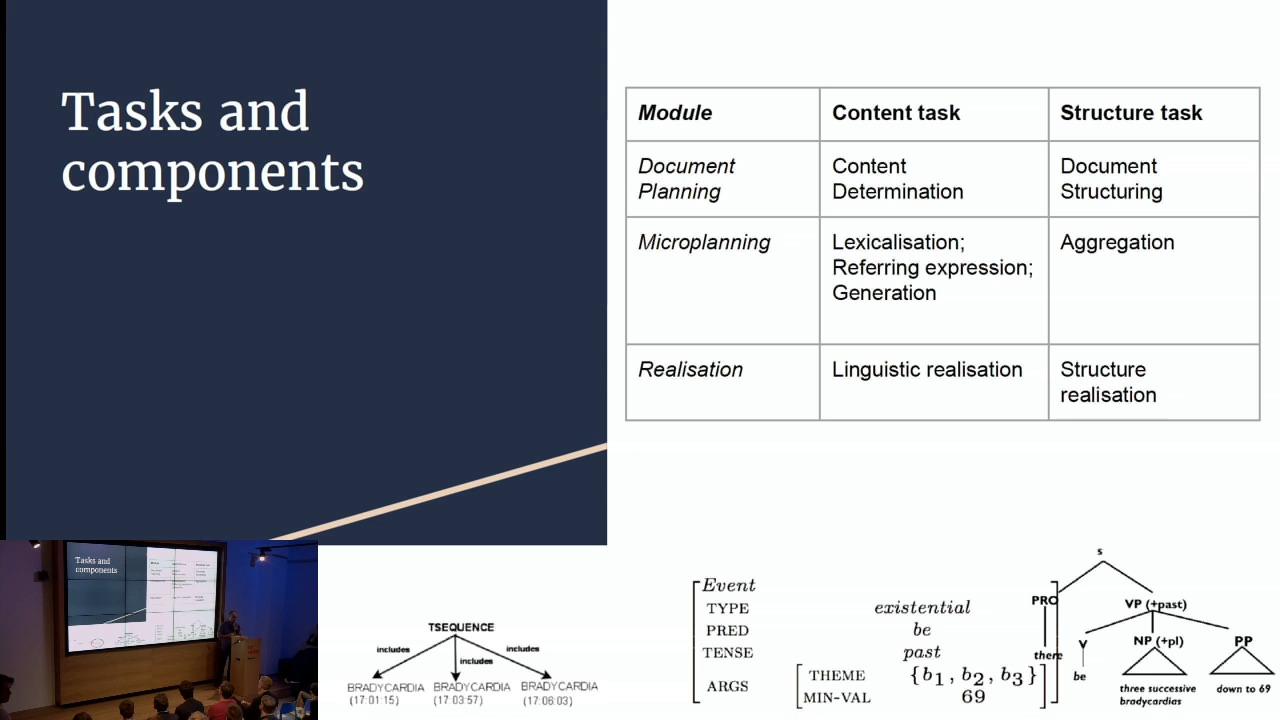 Tasks and
components
Module Content task Structure task
Document
Planning
Content
Determination
Document
Structuring
Microplanning
Lexicalisation;
Referring expression;
Generation
Aggregation
Realisation
Linguistic realisation
Structure
realisation
Tasks and
components
TSEQUENCE
includes includes includes
BRADYCARDIA BRADYCARDIA BRADYCARDIA
(17:01:15) (17:03:57) (17:06:03)
Event
TYPE existential
PRED be
TENSE past
ARGS
THEME {b1, b2, b3}
MIN-VAL 69
s
PRO VP (+past)
V NP (+pl) PP
there
be
three successive
bradycardias
down to 69